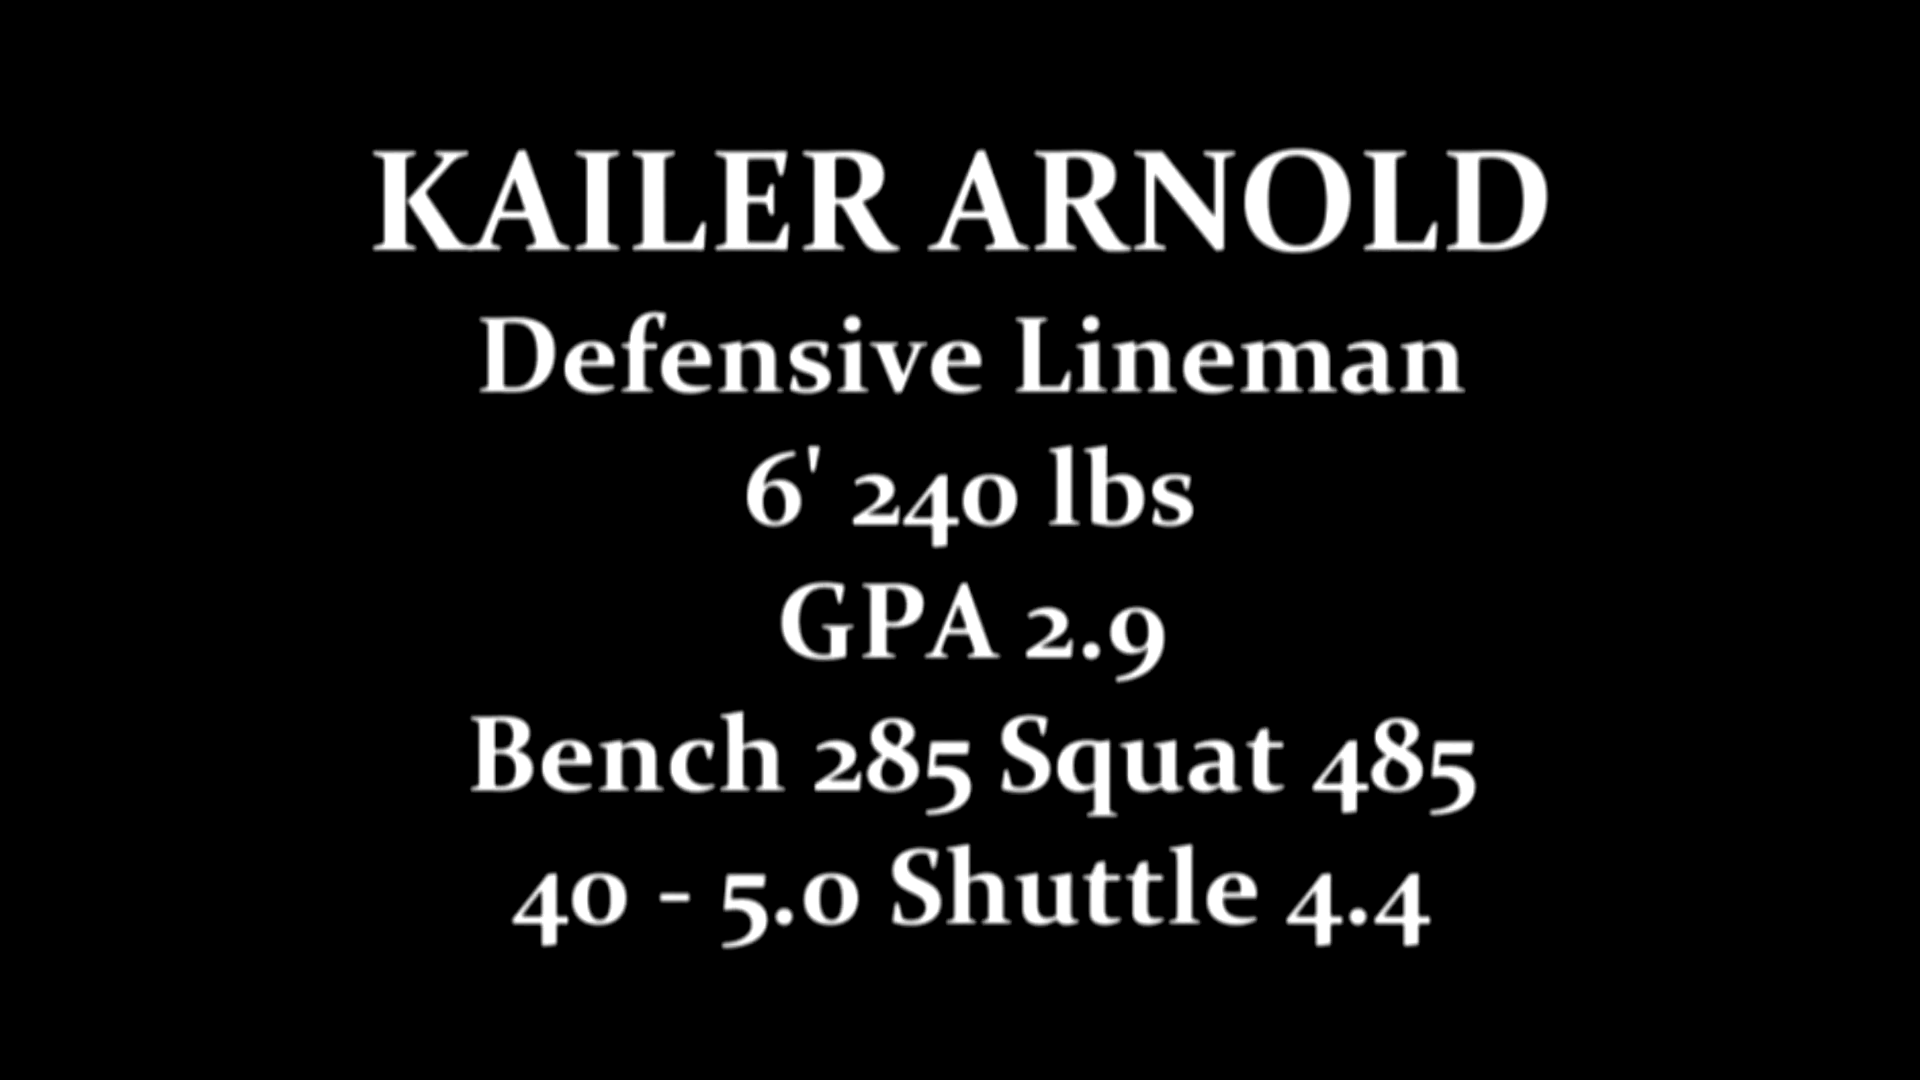 KAILER ARNOLD
Defensive Lineman
6' 240 lbs
GPA 2.9
Bench 285 Squat 485
40 - 5.0 Shuttle 4.4